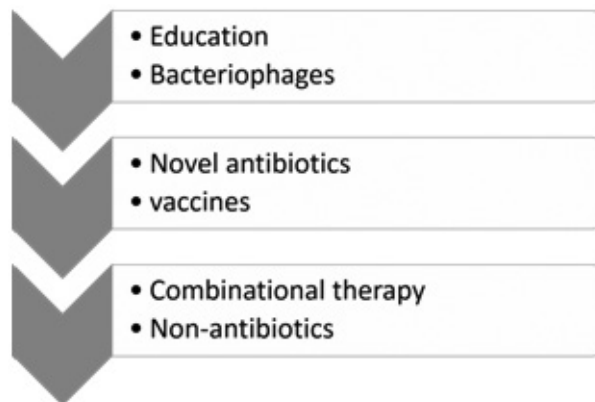 • Education
• Bacteriophages
• Novel antibiotics
• vaccines
• Combinational therapy
• Non-antibiotics